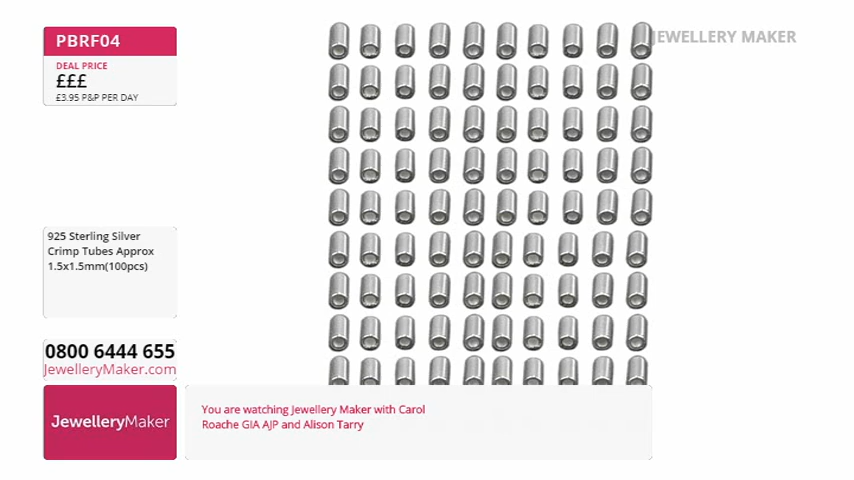 PBRF04
DEAL PRICE
£££
£3.95 P&P PER DAY
JEWELLERY MAKER
925 Sterling Silver
Crimp Tubes Approx
1.5x1.5mm(100pcs)
0800 6444 655
JewelleryMaker.com
JewelleryMaker
You are watching Jewellery Maker with Carol
Roache GIA AJP and Alison Tarry